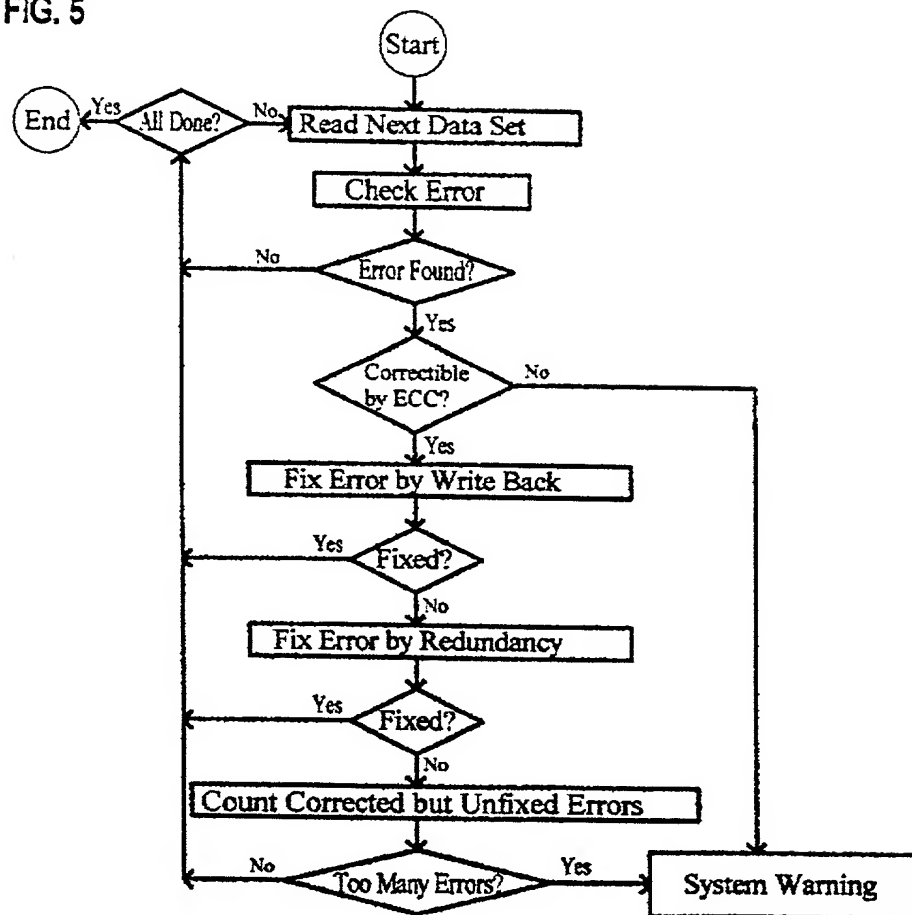 FIG. 5
Start
End
Yes
All Done?
No
Read Next Data Set
Check Error
No
Error Found?
Yes
Correctible
by ECC?
No
Yes
Fix Error by Write Back
Yes
Fixed?
No
Fix Error by Redundancy
Yes
Fixed?
No
Count Corrected but Unfixed Errors
No
Too Many Errors?
Yes
System Warning